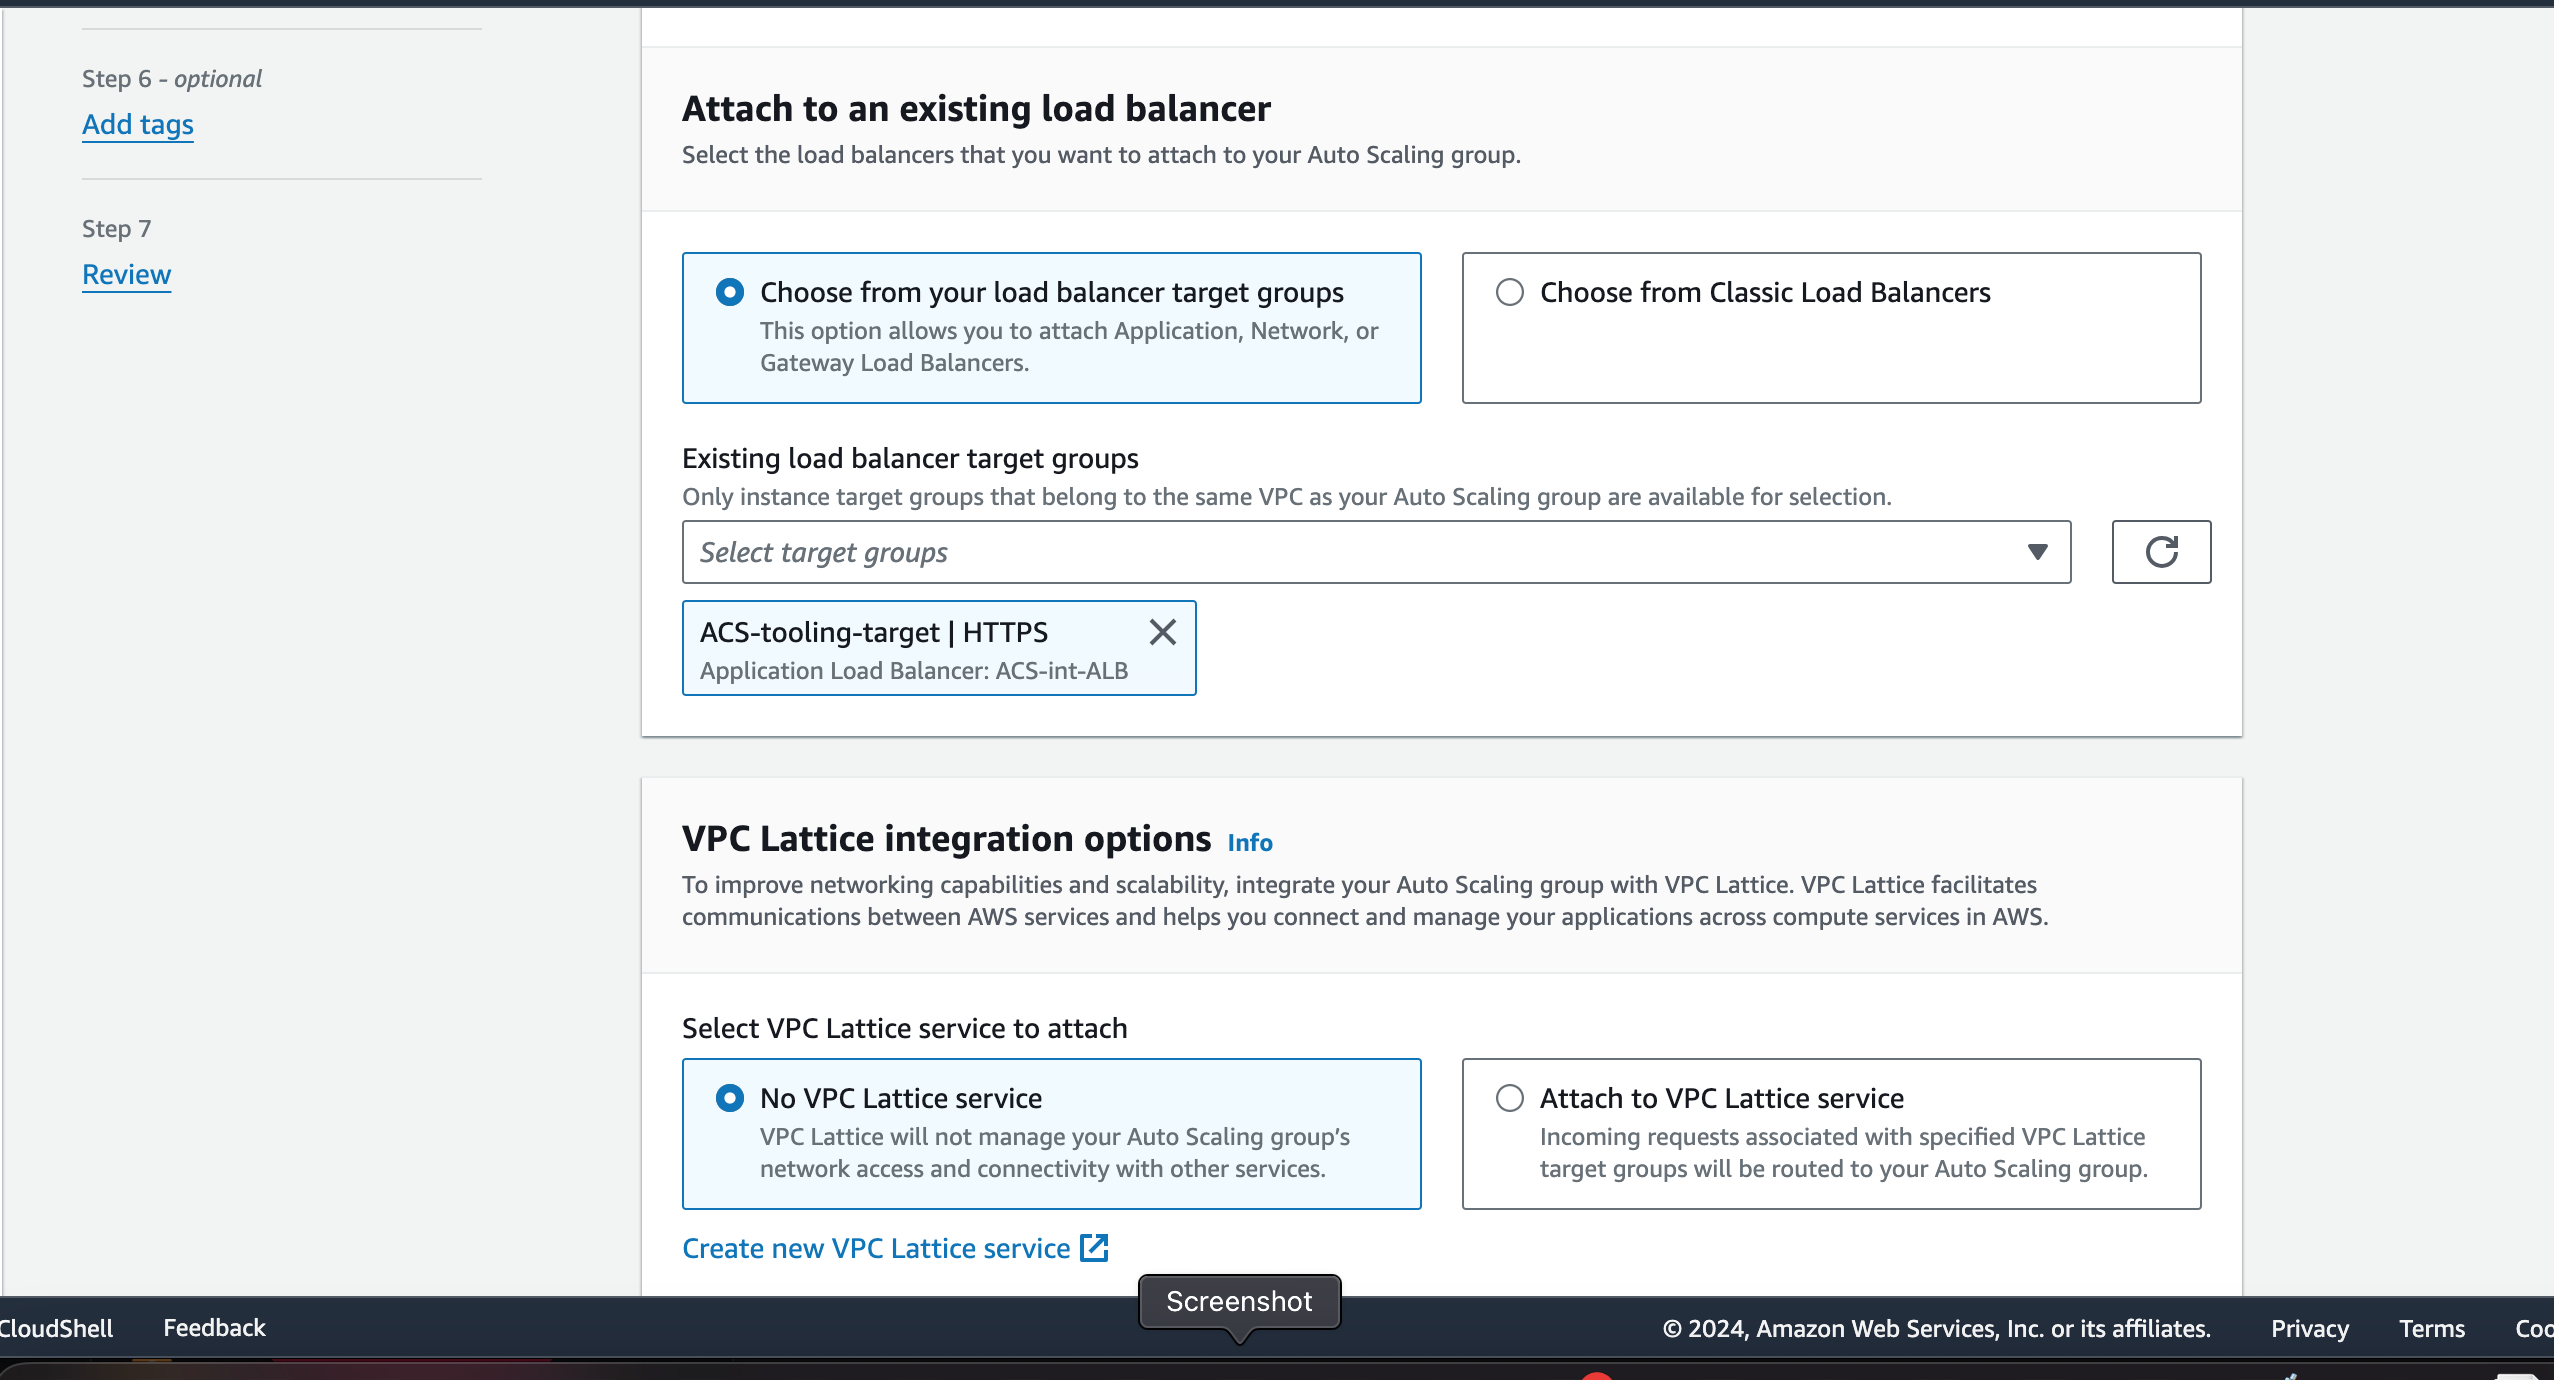 Step 6 - optional
Add tags
Step 7
Review
Attach to an existing load balancer
Select the load balancers that you want to attach to your Auto Scaling group.
Choose from your load balancer target groups
This option allows you to attach Application, Network, or
Gateway Load Balancers.
Choose from Classic Load Balancers
Existing load balancer target groups
Only instance target groups that belong to the same VPC as your Auto Scaling group are available for selection.
Select target groups
ACS-tooling-target | HTTPS
Application Load Balancer: ACS-int-ALB
VPC Lattice integration options Info
To improve networking capabilities and scalability, integrate your Auto Scaling group with VPC Lattice. VPC Lattice facilitates
communications between AWS services and helps you connect and manage your applications across compute services in AWS.
Select VPC Lattice service to attach
No VPC Lattice service
VPC Lattice will not manage your Auto Scaling group's
network access and connectivity with other services.
Attach to VPC Lattice service
Incoming requests associated with specified VPC Lattice
target groups will be routed to your Auto Scaling group.
Create new VPC Lattice service
Screenshot
CloudShell Feedback © 2024, Amazon Web Services, Inc. or its affiliates. Privacy Terms Coo